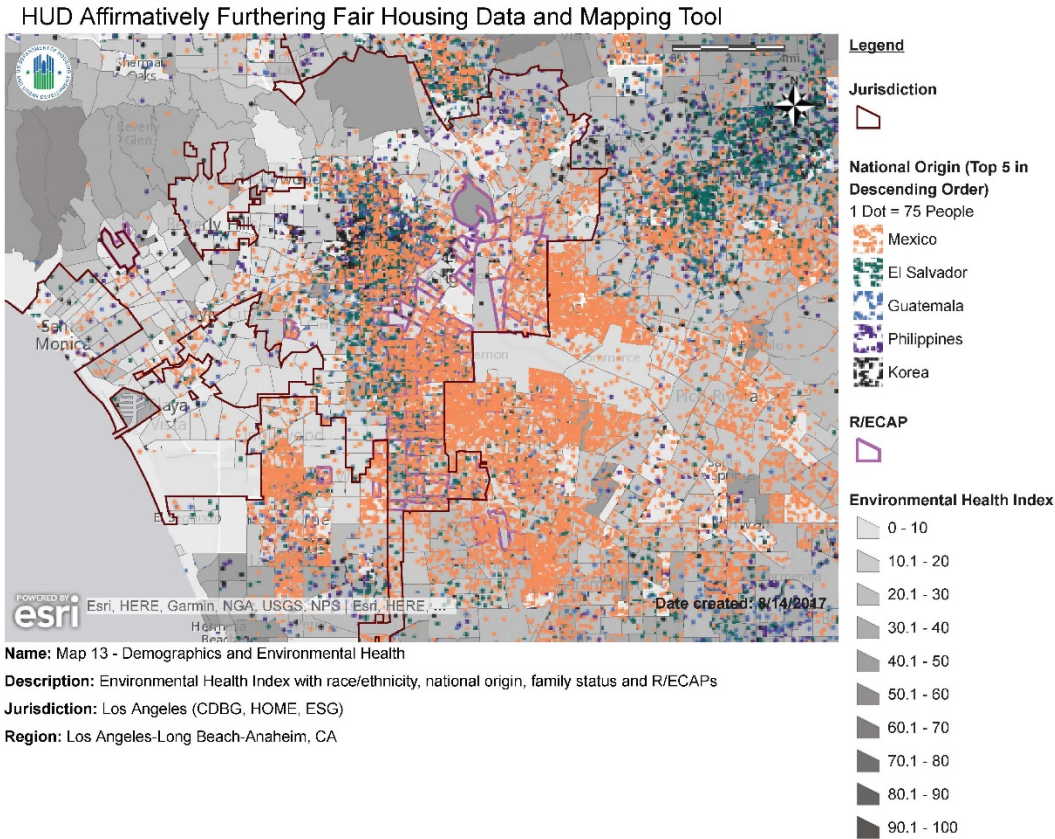 HUD Affirmatively Furthering Fair Housing Data and Mapping Tool
Legend
Jurisdiction
National Origin (Top 5 in
Descending Order)
1 Dot = 75 People
Mexico
El Salvador
Guatemala
Philippines
Korea
R/ECAP
Environmental Health Index
0 - 10
10.1 - 20
20.1 - 30
30.1 - 40
40.1 - 50
50.1 - 60
60.1 - 70
70.1 - 80
80.1 - 90
90.1 - 100
Oaks
Beverly
Glen
Monica
POWERED BY
esri
Esri, HERE, Garmin, NGA, USGS, NPS | Esri, HERE, ...
Date created: 8/14/2017
Name: Map 13 - Demographics and Environmental Health
Description: Environmental Health Index with race/ethnicity, national origin, family status and R/ECAPs
Jurisdiction: Los Angeles (CDBG, HOME, ESG)
Region: Los Angeles-Long Beach-Anaheim, CA